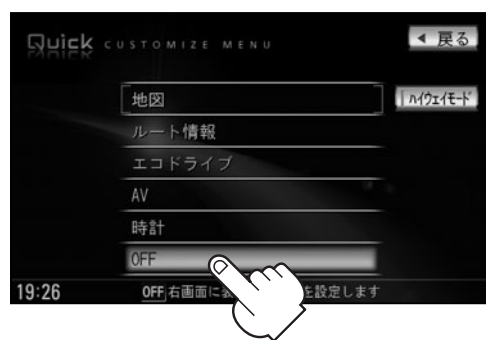 Quick CUSTOMIZE MENU
戻る
地図
ハイウェイモード
ルート情報
エコドライブ
AV
時計
OFF
19:26
OFF 右画面に表 を設定します